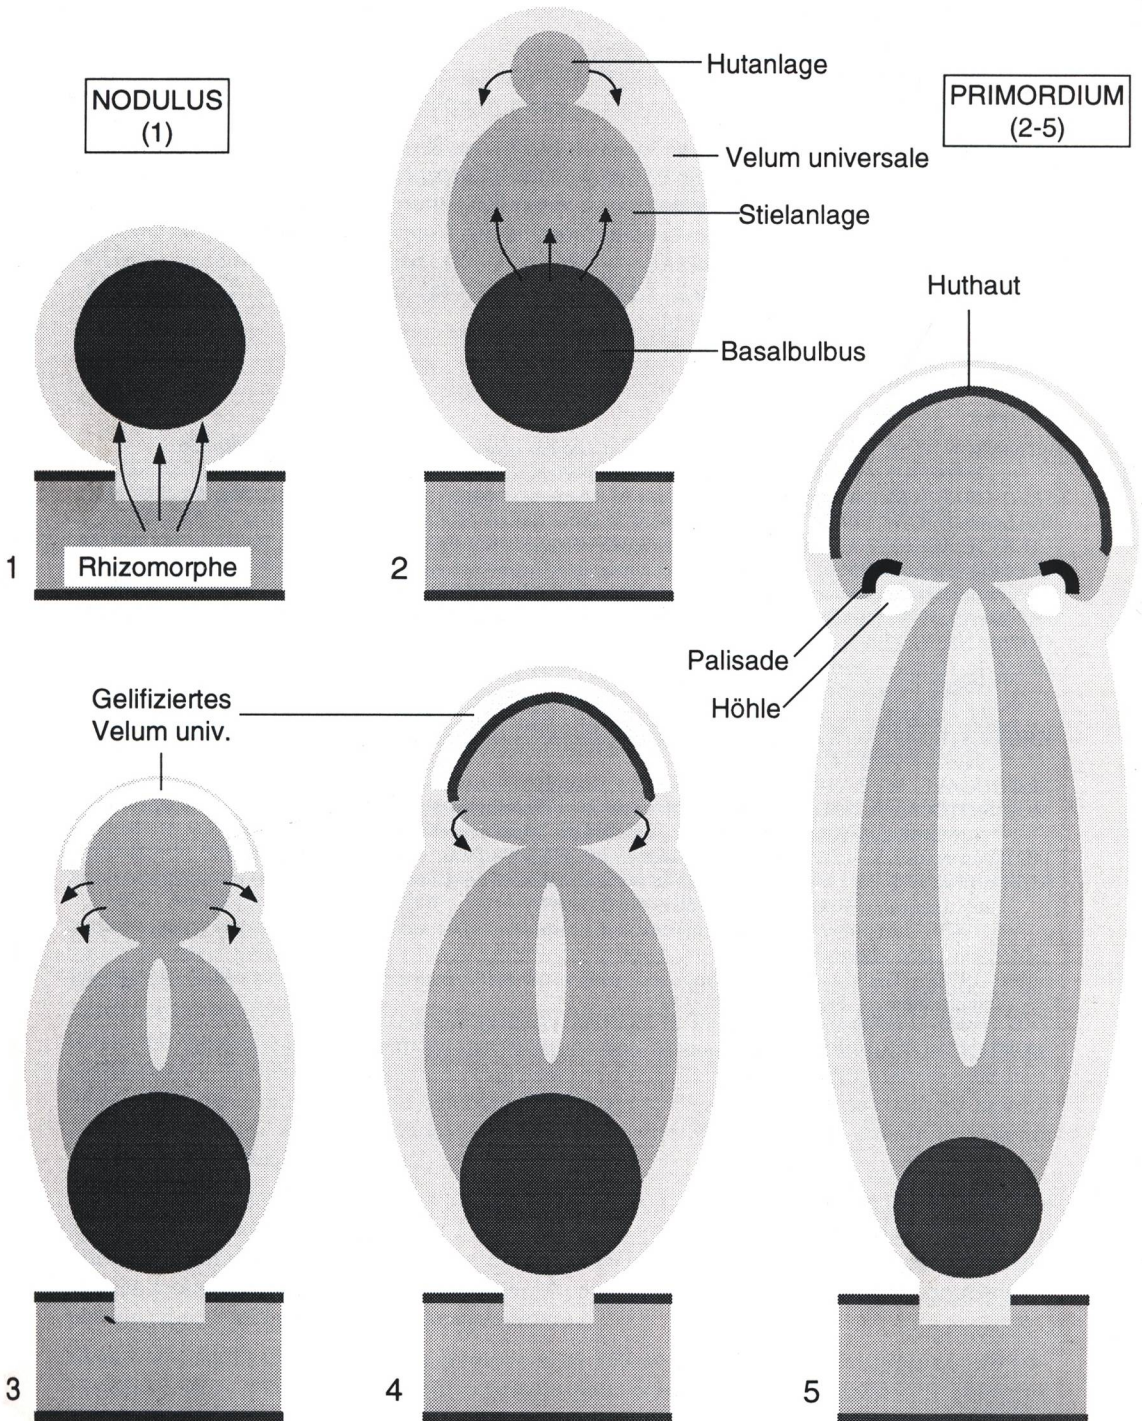 NODULUS
(1)
Hutanlage
PRIMORDIUM
(2-5)
Velum universale
Stielanlage
Huthaut
Basalbulbus
1
Rhizomorphe
2
Palisade
Höhle
Gelifiziertes
Velum univ.
3
4
5